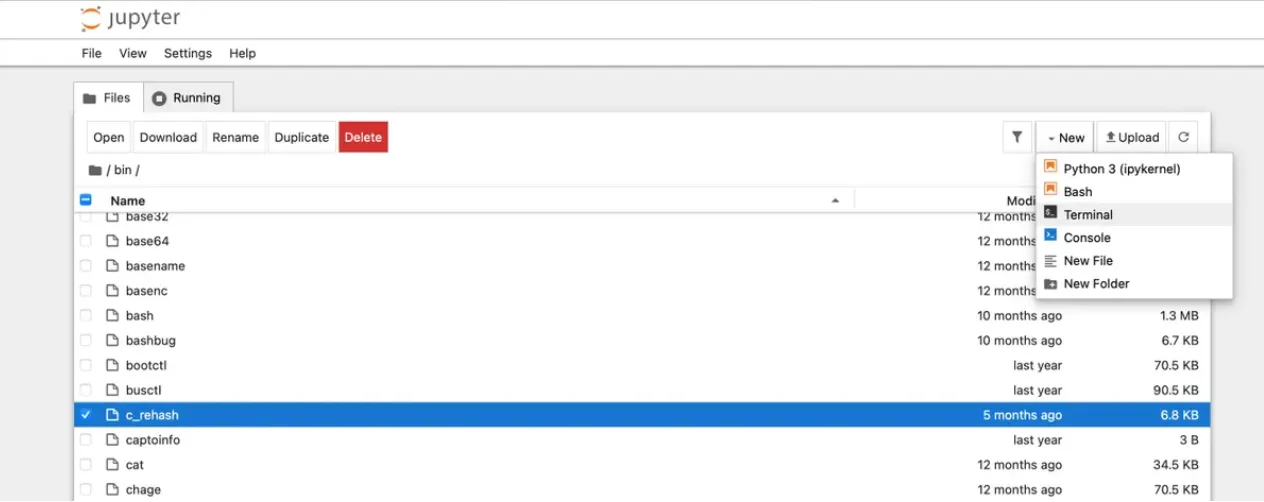 jupyter
File View Settings Help
Files Running
Open Download Rename Duplicate Delete New Upload
/ bin /
Name Modi
base32 12 months
base64 12 months
basename 12 months
basenc 12 months
bash 10 months ago 1.3 MB
bashbug 10 months ago 6.7 KB
bootctl last year 70.5 KB
busctl last year 90.5 KB
c_rehash 5 months ago 6.8 KB
captoinfo last year 3 B
cat 12 months ago 34.5 KB
chage 12 months ago 70.5 KB
Python 3 (ipykernel)
Bash
Terminal
Console
New File
New Folder